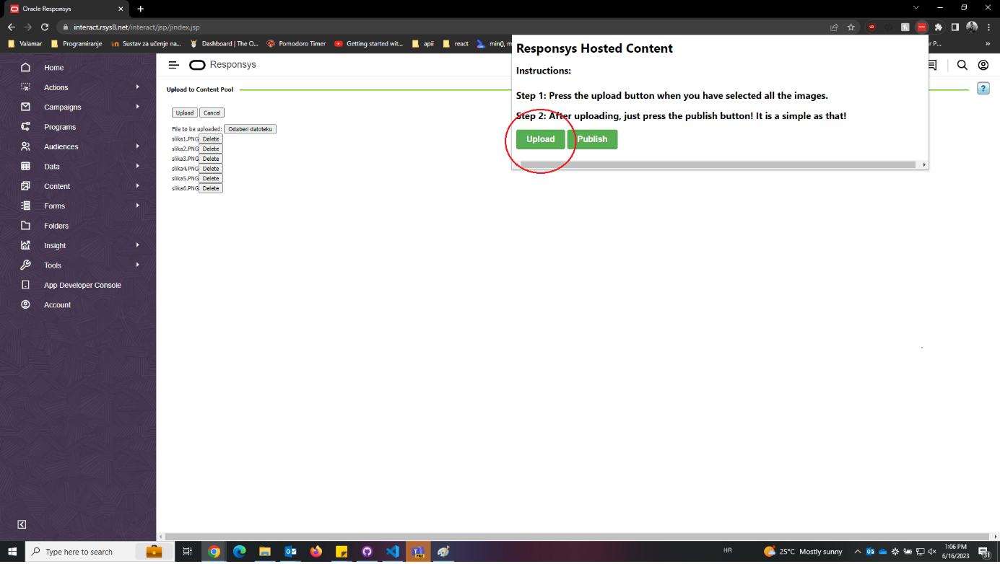 Oracle Responsys
interact.rsys8.net/interact/jsp/jindex.jsp
Valamar
Programiranje
Sustav za učenje na...
Dashboard | The O...
Pomodoro Timer
Getting started wit...
apii
react
min(), m
r P...
»
Home
Actions
Campaigns
Programs
Audiences
Data
Content
Forms
Folders
Insight
Tools
App Developer Console
Account
Responsys
Upload to Content Pool
Upload Cancel
File to be uploaded: Odaberi datoteku
slika1.PNG Delete
slika2.PNG Delete
slika3.PNG Delete
slika4.PNG Delete
slika5.PNG Delete
slika6.PNG Delete
Responsys Hosted Content
Instructions:
Step 1: Press the upload button when you have selected all the images.
Step 2: After uploading, just press the publish button! It is a simple as that!
Upload Publish
?
Type here to search
PRE
HR
25°C Mostly sunny
1:06 PM
6/16/2023
31